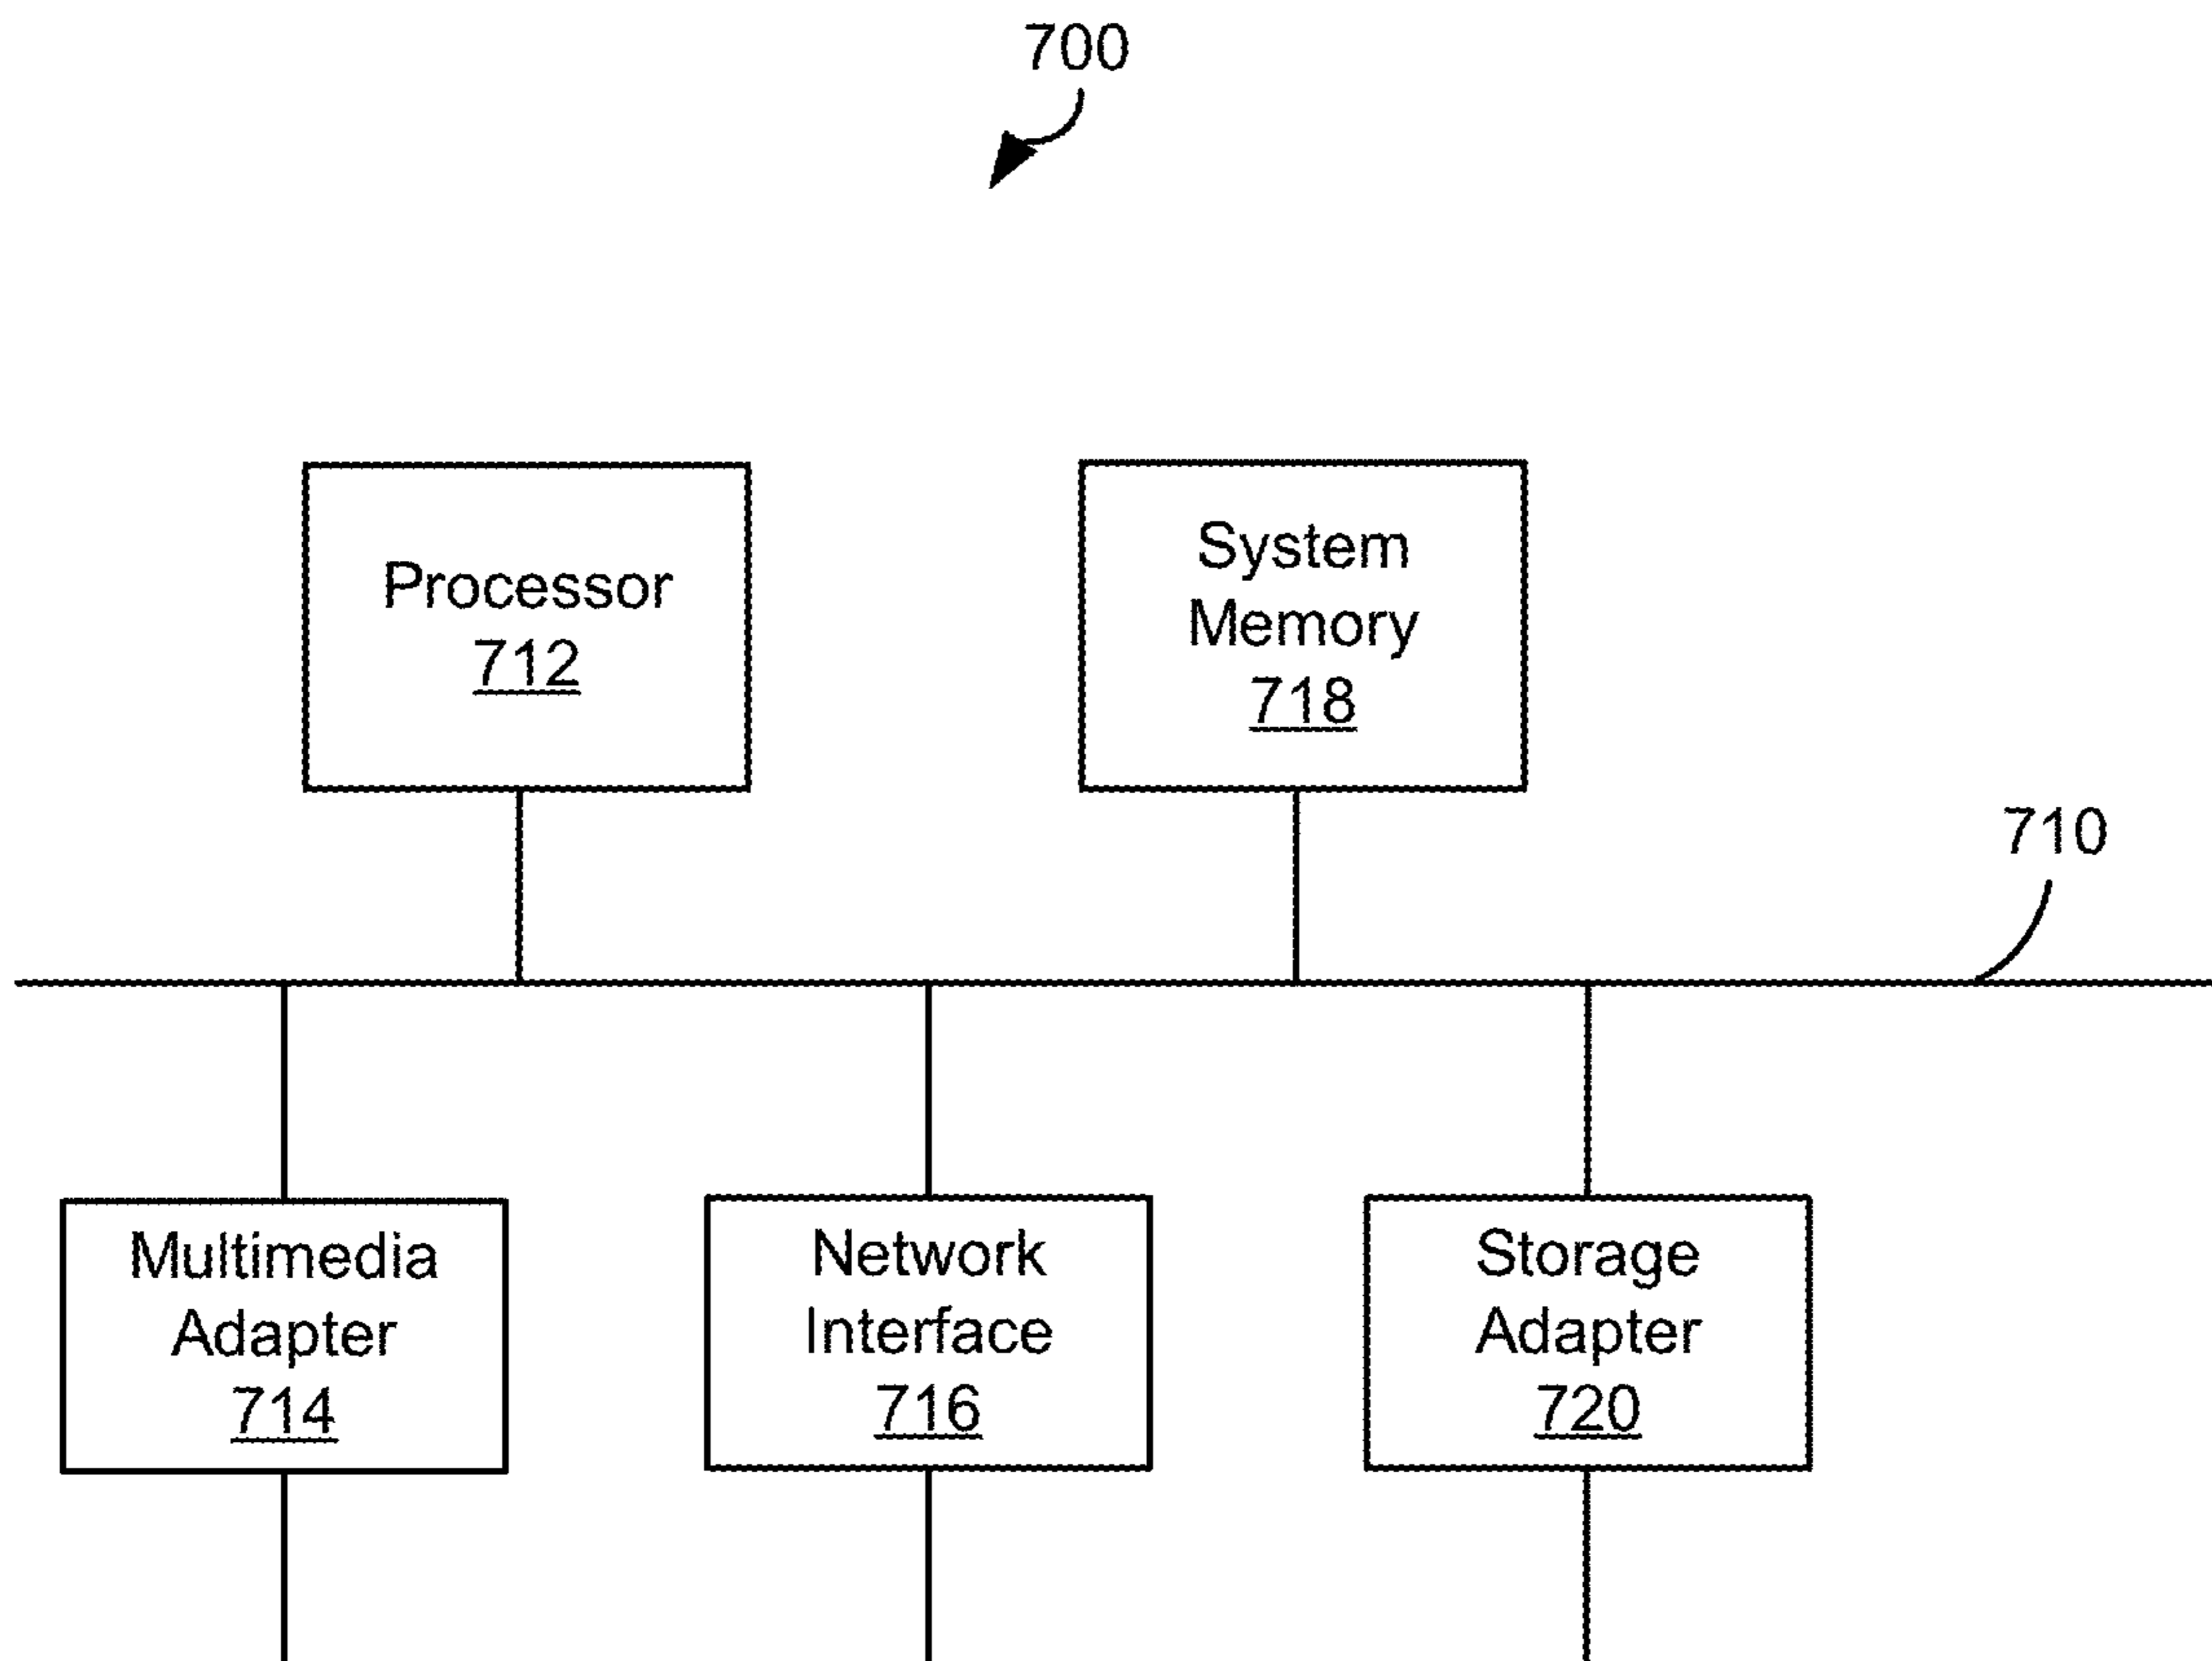 700
Processor
712
System
Memory
718
710
Multimedia
Adapter
714
Network
Interface
716
Storage
Adapter
720